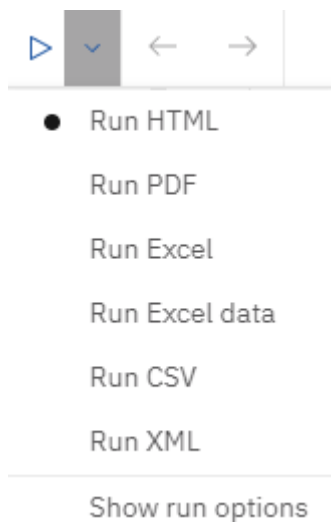 Run HTML
Run PDF
Run Excel
Run Excel data
Run CSV
Run XML
Show run options